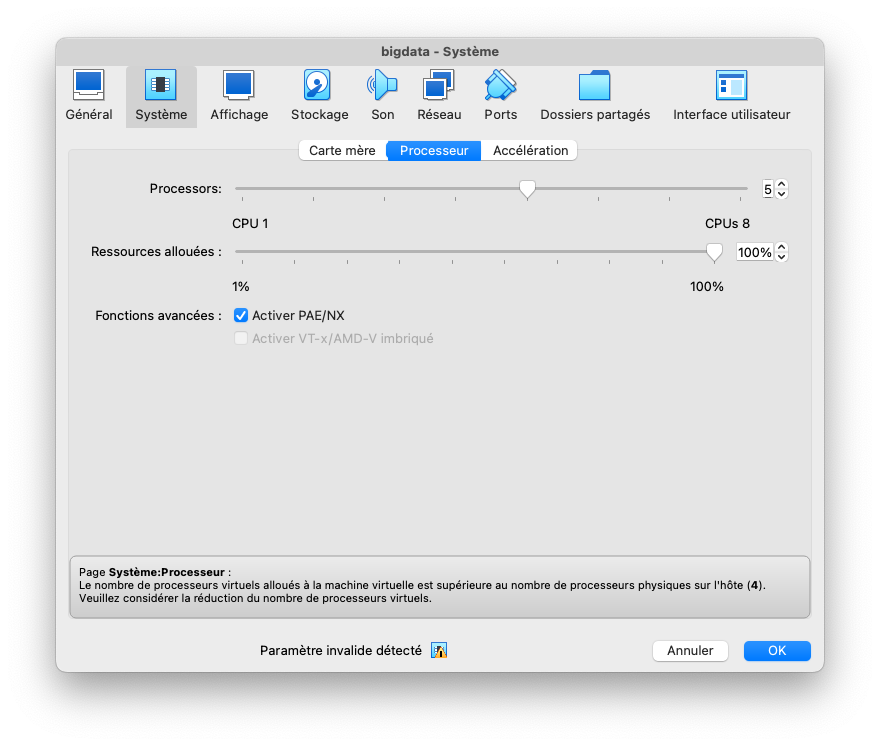 bigdata - Système
Général Système Affichage Stockage Son Réseau Ports Dossiers partagés Interface utilisateur
Carte mère Processeur Accélération
Processors: 5
CPU 1 CPUs 8
Ressources allouées : 100%
1% 100%
Fonctions avancées : Activer PAE/NX
Activer VT-x/AMD-V imbriqué
Page Système:Processeur :
Le nombre de processeurs virtuels alloués à la machine virtuelle est supérieure au nombre de processeurs physiques sur l'hôte (4).
Veuillez considérer la réduction du nombre de processeurs virtuels.
Paramètre invalide détecté Annuler OK